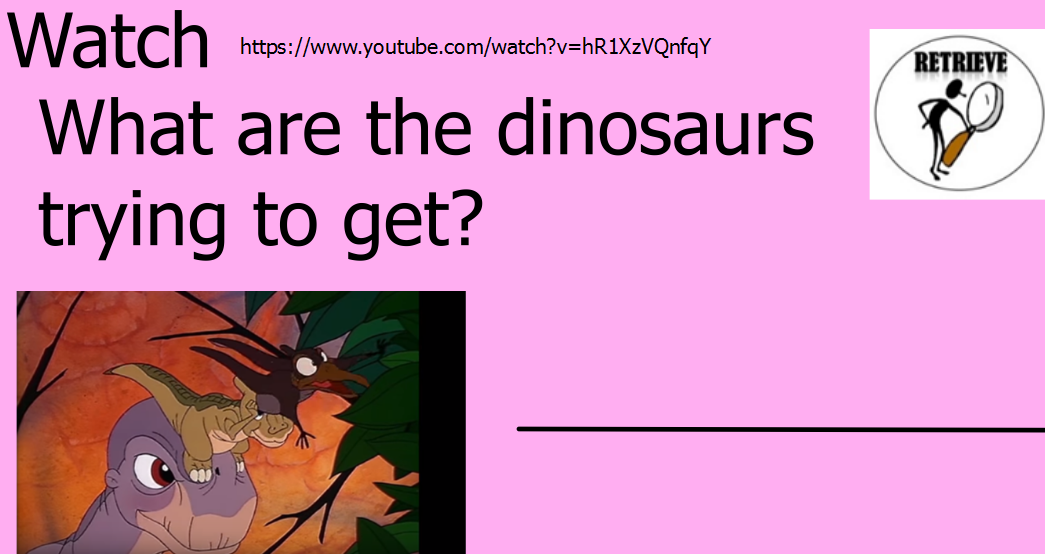 Watch https://www.youtube.com/watch?v=hR1XzVQnfqY
RETRIEVE
What are the dinosaurs
trying to get?